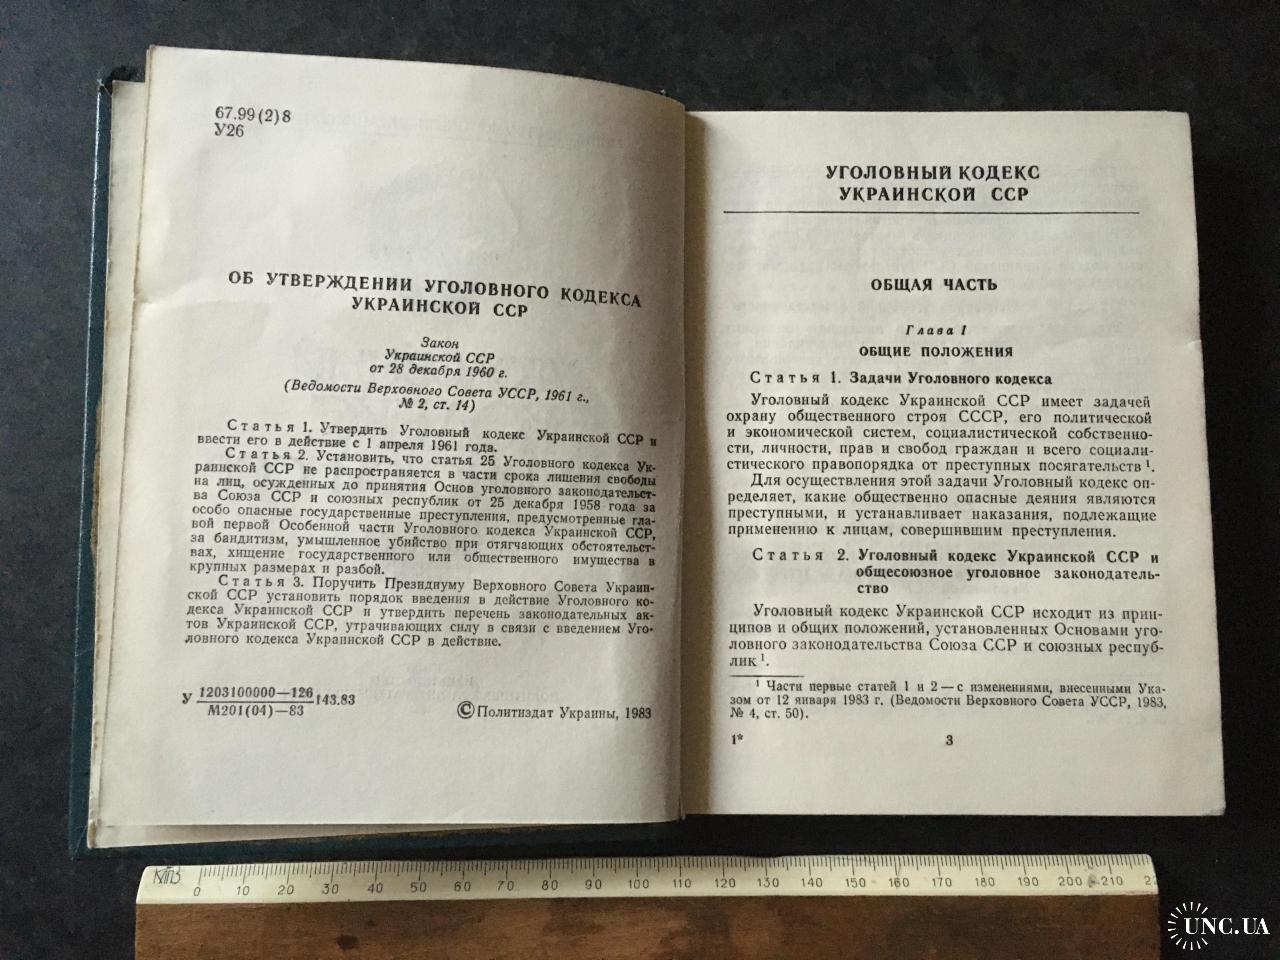 67.99(2)8
У26
ОБ УТВЕРЖДЕНИИ УГОЛОВНОГО КОДЕКСА
УКРАИНСКОЙ ССР
Закон
Украинской ССР
от 28 декабря 1960 г.
(Ведомости Верховного Совета УССР, 1961 г.,
№ 2, ст. 14)
Статья 1. Утвердить Уголовный кодекс Украинской ССР и
ввести его в действие с 1 апреля 1961 года.
Статья 2. Установить, что статья 25 Уголовного кодекса Ук-
раинской ССР не распространяется в части срока лишения свободы
на лиц, осужденных до принятия Основ уголовного законодательст-
ва Союза ССР и союзных республик от 25 декабря 1958 года за
особо опасные государственные преступления, предусмотренные гла-
вой первой Особенной части Уголовного кодекса Украинской ССР,
за бандитизм, умышленное убийство при отягчающих обстоятельст-
вах, хищение государственного или общественного имущества в
крупных размерах и разбой.
Статья 3. Поручить Президиуму Верховного Совета Украин-
ской ССР установить порядок введения в действие Уголовного ко-
декса Украинской ССР и утвердить перечень законодательных ак-
тов Украинской ССР, утрачивающих силу в связи с введением Уго-
ловного кодекса Украинской ССР в действие.
У 1203100000—126 143.83
М201(04)—83
© Политиздат Украины, 1983
УГОЛОВНЫЙ КОДЕКС
УКРАИНСКОЙ ССР
ОБЩАЯ ЧАСТЬ
Глава I
ОБЩИЕ ПОЛОЖЕНИЯ
Статья 1. Задачи Уголовного кодекса
Уголовный кодекс Украинской ССР имеет задачей
охрану общественного строя СССР, его политической
и экономической систем, социалистической собственно-
сти, личности, прав и свобод граждан и всего социали-
стического правопорядка от преступных посягательств ¹.
Для осуществления этой задачи Уголовный кодекс оп-
ределяет, какие общественно опасные деяния являются
преступными, и устанавливает наказания, подлежащие
применению к лицам, совершившим преступления.
Статья 2. Уголовный кодекс Украинской ССР и
общесоюзное уголовное законодатель-
ство
Уголовный кодекс Украинской ССР исходит из прин-
ципов и общих положений, установленных Основами уго-
ловного законодательства Союза ССР и союзных респуб-
лик ¹.
¹ Части первые статей 1 и 2 — с изменениями, внесенными Ука-
зом от 12 января 1983 г. (Ведомости Верховного Совета УССР, 1983,
№ 4, ст. 50).
1* 3
0 10 20 30 40 50 60 70 80 90 100 110 120 130 140 150 160 170 180 190 200 210
UNC.UA